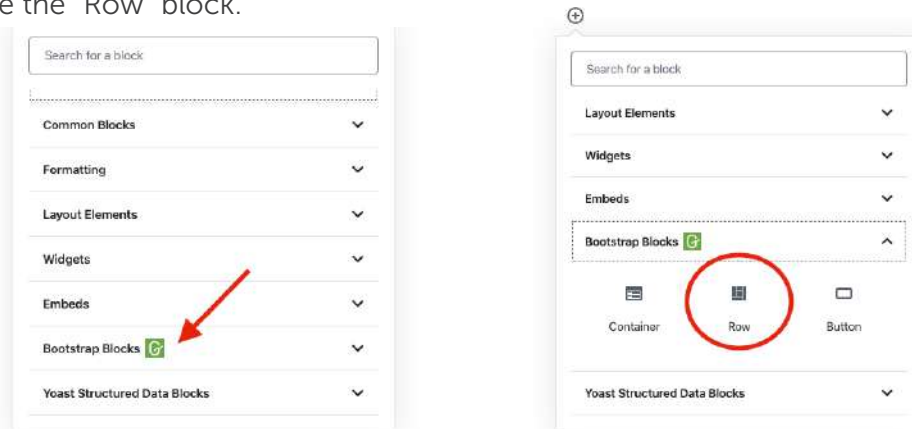 e the "Row" block.
Search for a block
Common Blocks
Formatting
Layout Elements
Widgets
Embeds
Bootstrap Blocks
Yoast Structured Data Blocks
Search for a block
Layout Elements
Widgets
Embeds
Bootstrap Blocks
Container Row Button
Yoast Structured Data Blocks